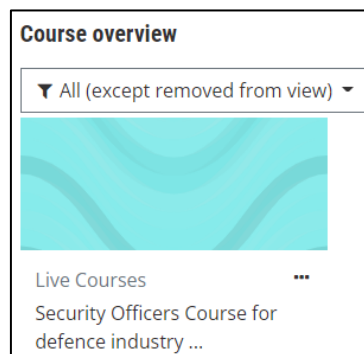 Course overview
All (except removed from view)
Live Courses
Security Officers Course for
defence industry ...